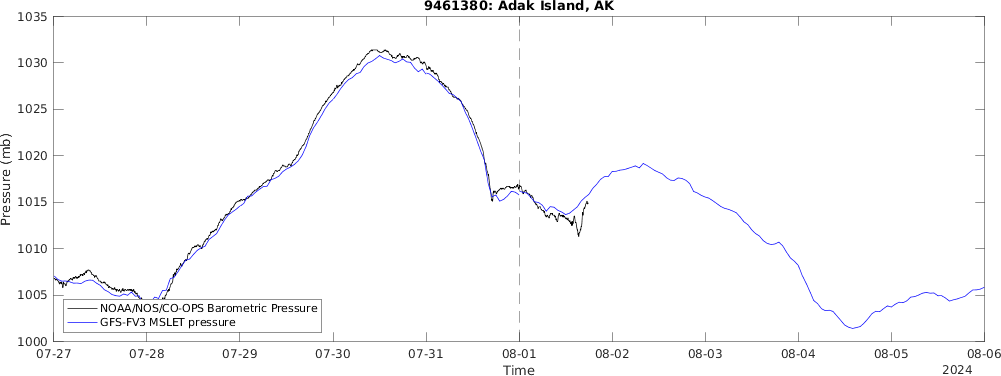 9461380: Adak Island, AK
Pressure (mb)
1035
1030
1025
1020
1015
1010
1005
1000
NOAA/NOS/CO-OPS Barometric Pressure
GFS-FV3 MSLET pressure
07-27 07-28 07-29 07-30 07-31 08-01 08-02 08-03 08-04 08-05 08-06
Time
2024